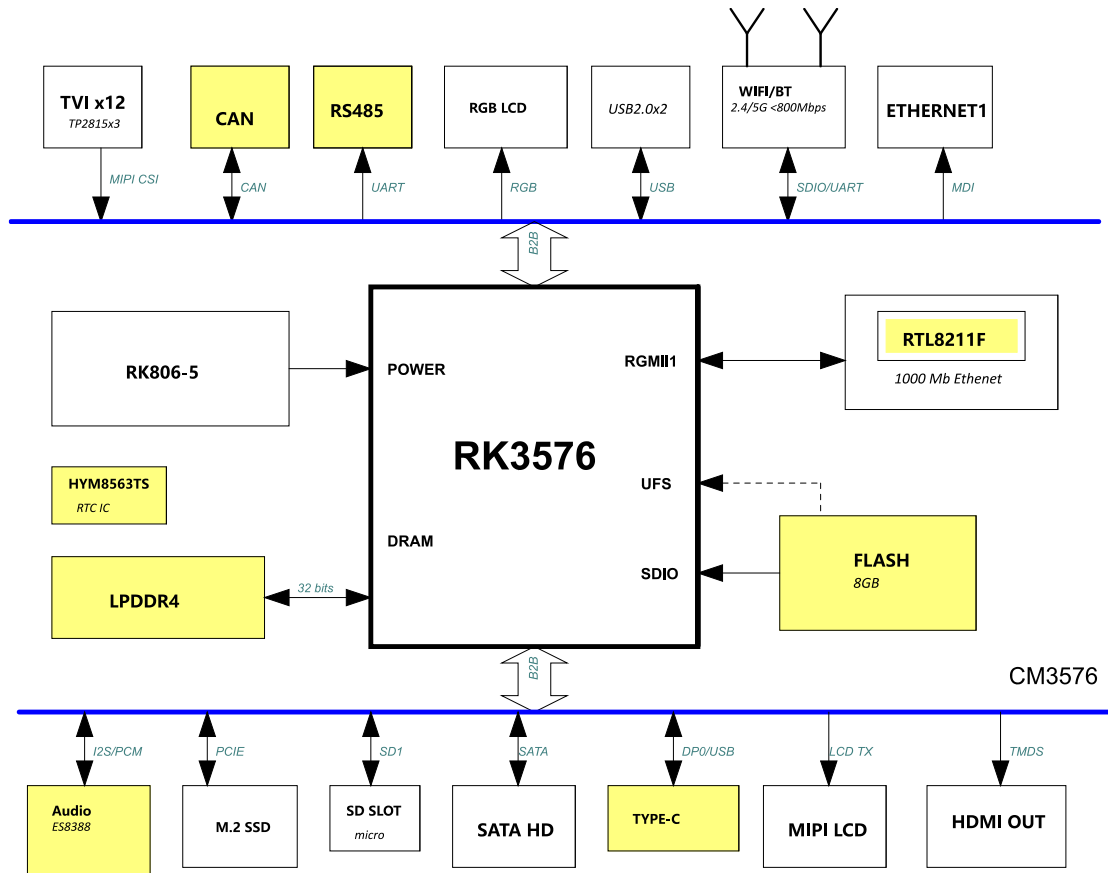 TVI x12
TP2815x3
CAN
RS485
RGB LCD
USB2.0x2
WIFI/BT
2.4/5G <800Mbps
ETHERNET1
MIPI CSI
CAN
UART
RGB
USB
SDIO/UART
MDI
B2B
RK806-5
POWER
RGMII1
RTL8211F
1000 Mb Ethenet
RK3576
HYM8563TS
RTC IC
UFS
DRAM
FLASH
8GB
SDIO
LPDDR4
32 bits
B2B
CM3576
I2S/PCM
PCIE
SD1
SATA
DP0/USB
LCD TX
TMDS
Audio
ES8388
M.2 SSD
SD SLOT
micro
SATA HD
TYPE-C
MIPI LCD
HDMI OUT